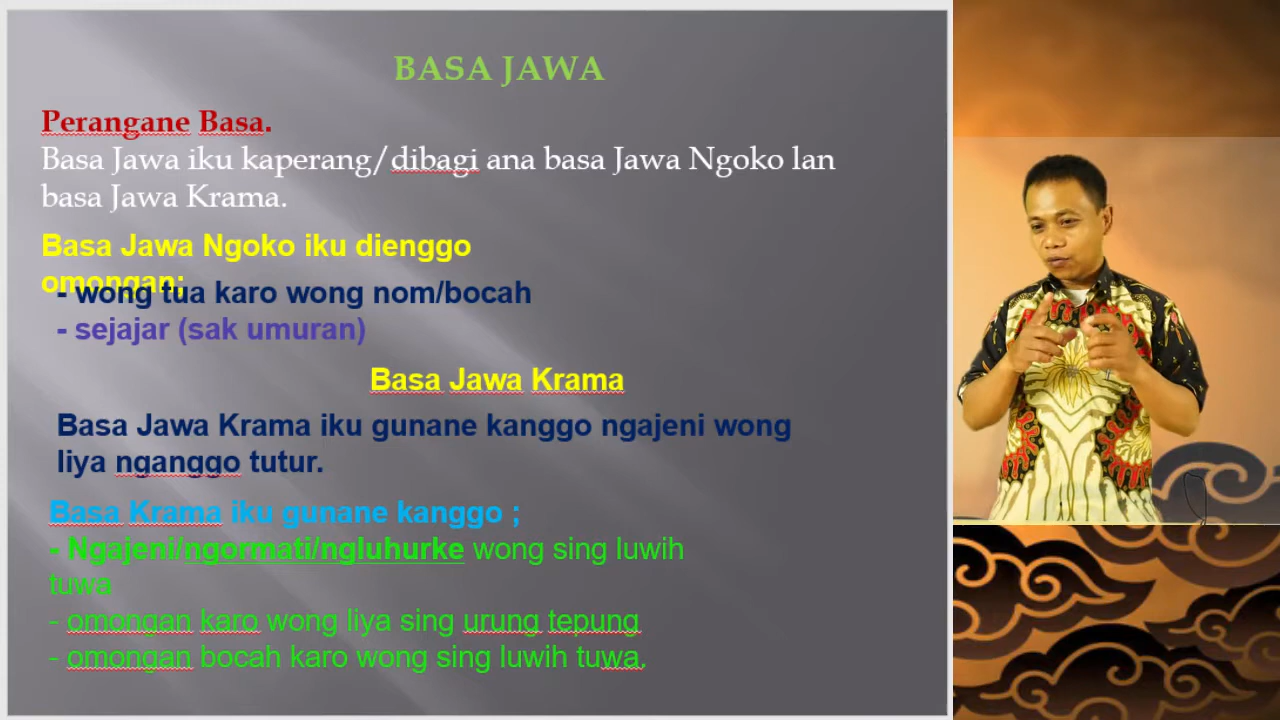 BASA JAWA
Perangane Basa.
Basa Jawa iku kaperang/dibagi ana basa Jawa Ngoko lan
basa Jawa Krama.
Basa Jawa Ngoko iku dienggo
omongan;
- wong tua karo wong nom/bocah
- sejajar (sak umuran)
Basa Jawa Krama
Basa Jawa Krama iku gunane kanggo ngajeni wong
liya nganggo tutur.
Basa Krama iku gunane kanggo ;
- Ngajeni/ngormati/ngluhurke wong sing luwih
tuwa
- omongan karo wong liya sing urung tepung
- omongan bocah karo wong sing luwih tuwa.